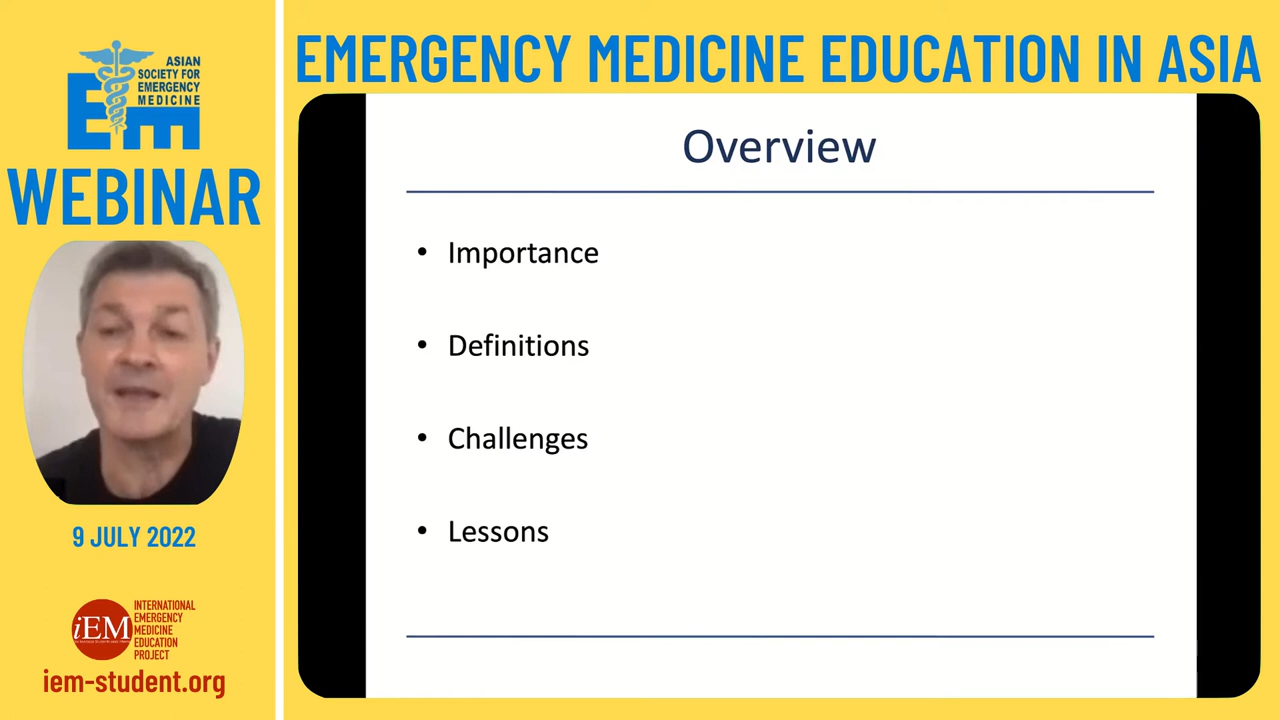 ASIAN
SOCIETY FOR
EMERGENCY
MEDICINE
EM
WEBINAR
9 JULY 2022
iEM
INTERNATIONAL
EMERGENCY
MEDICINE
EDUCATION
PROJECT
iem-student.org
EMERGENCY MEDICINE EDUCATION IN ASIA
Overview
• Importance
• Definitions
• Challenges
• Lessons